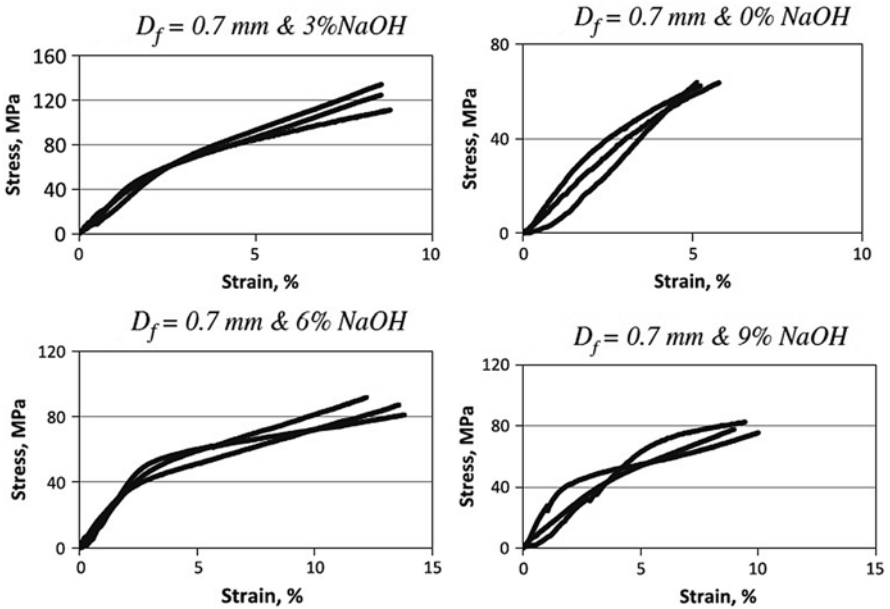 D_f = 0.7 mm & 3%NaOH
160
120
80
40
0
Stress, MPa
0
5
10
Strain, %
D_f = 0.7 mm & 0% NaOH
80
40
0
Stress, MPa
0
5
10
Strain, %
D_f = 0.7 mm & 6% NaOH
120
80
40
0
Stress, MPa
0
5
10
15
Strain, %
D_f = 0.7 mm & 9% NaOH
120
80
40
0
Stress, MPa
0
5
10
15
Strain, %